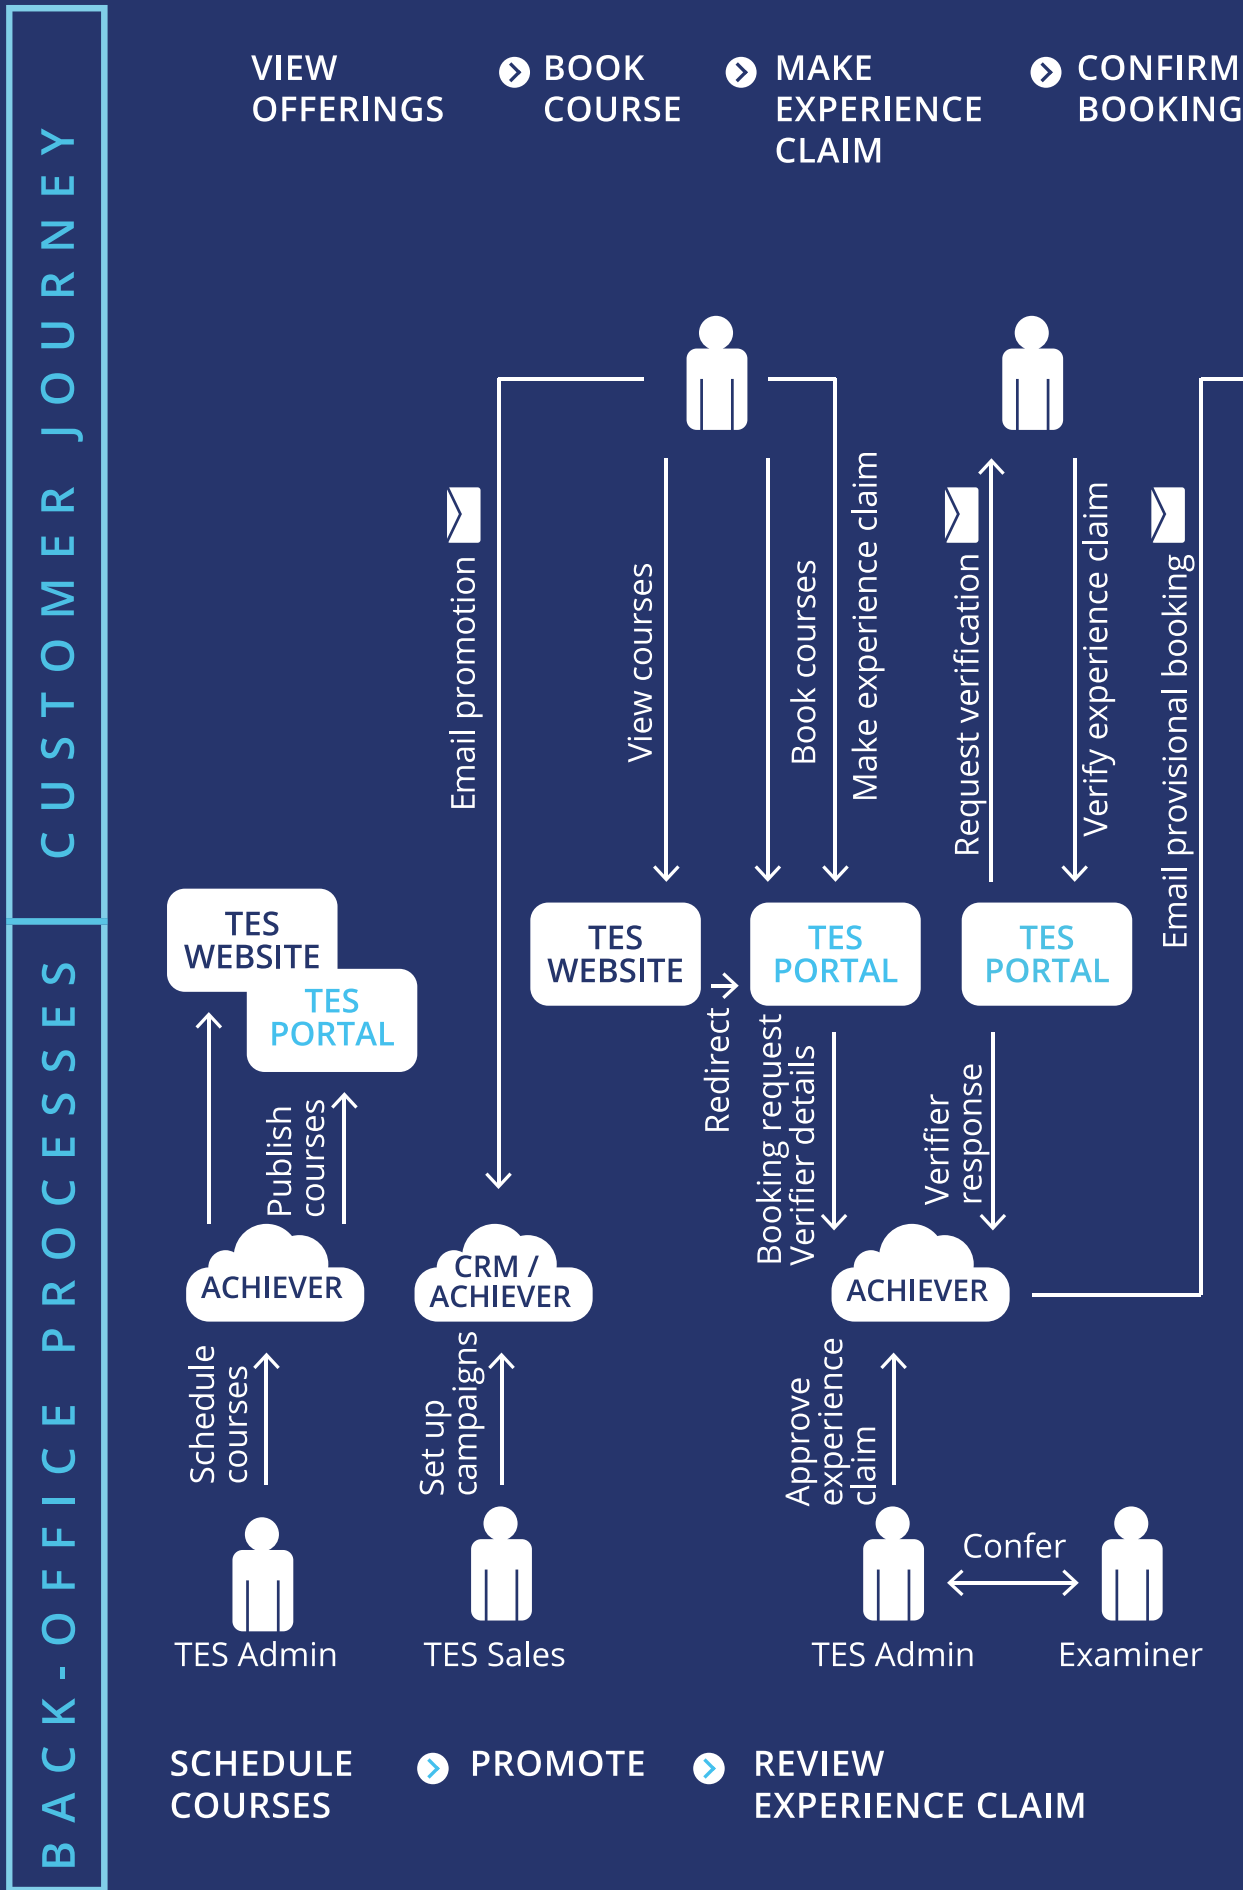 VIEW
OFFERINGS
BOOK
COURSE
MAKE
EXPERIENCE
CLAIM
CONFIRM
BOOKING
CUSTOMER JOURNEY
Email promotion
View courses
Book courses
Make experience claim
Request verification
Verify experience claim
Email provisional booking
TES
WEBSITE
TES
PORTAL
TES
WEBSITE
TES
PORTAL
TES
PORTAL
Redirect
Booking request
Verifier details
Verifier
response
Publish
courses
BACK-OFFICE PROCESSES
ACHIEVER
CRM /
ACHIEVER
ACHIEVER
Schedule
courses
Set up
campaigns
Approve
experience
claim
Confer
TES Admin
TES Sales
TES Admin
Examiner
SCHEDULE
COURSES
PROMOTE
REVIEW
EXPERIENCE CLAIM